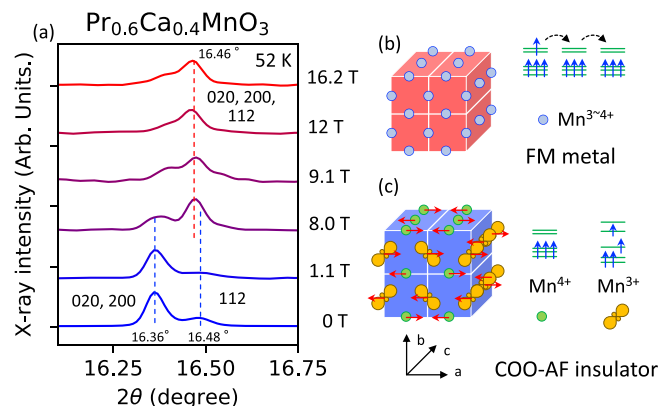 Pr0.6Ca0.4MnO3
(a)
16.46°
52 K
16.2 T
020, 200,
112
12 T
9.1 T
8.0 T
1.1 T
020, 200
112
0 T
16.36°
16.48°
16.25
16.50
16.75
2θ (degree)
X-ray intensity (Arb. Units.)
(b)
Mn3~4+
FM metal
(c)
Mn4+
Mn3+
b
c
a
COO-AF insulator